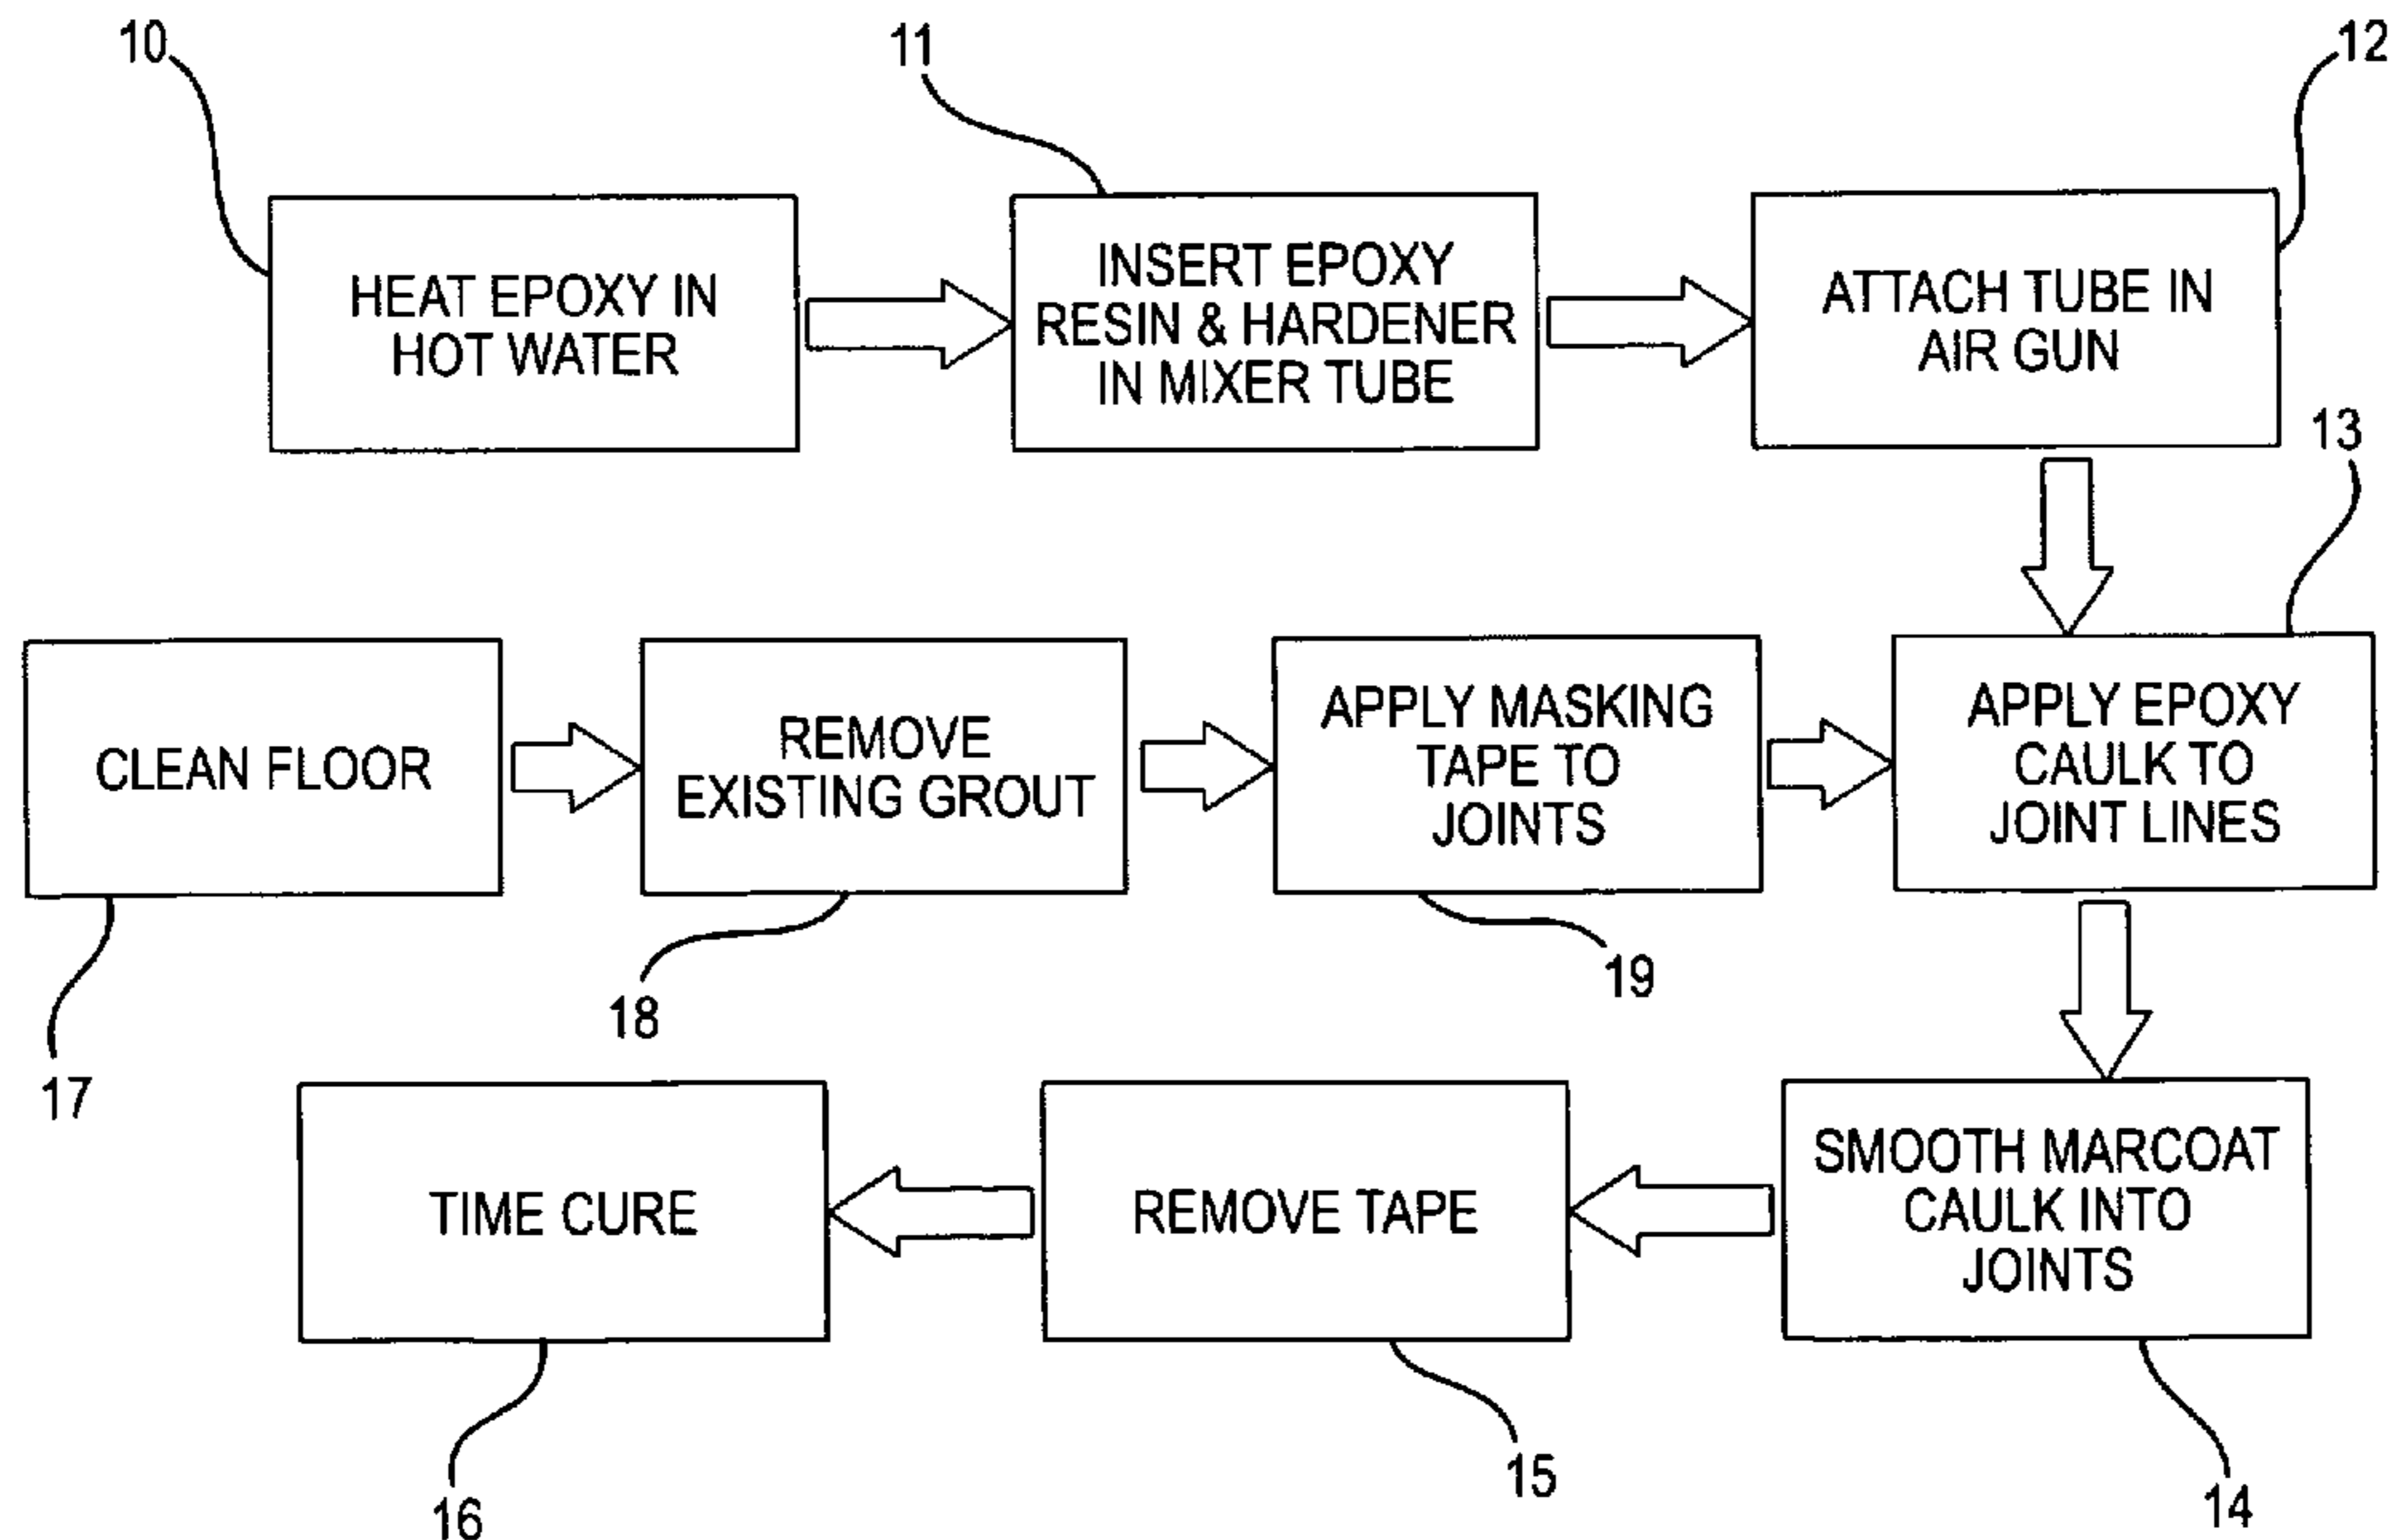 10
11
12
HEAT EPOXY IN
HOT WATER
INSERT EPOXY
RESIN & HARDENER
IN MIXER TUBE
ATTACH TUBE IN
AIR GUN
13
CLEAN FLOOR
REMOVE
EXISTING GROUT
APPLY MASKING
TAPE TO
JOINTS
APPLY EPOXY
CAULK TO
JOINT LINES
17
18
19
TIME CURE
REMOVE TAPE
SMOOTH MARCOAT
CAULK INTO
JOINTS
16
15
14